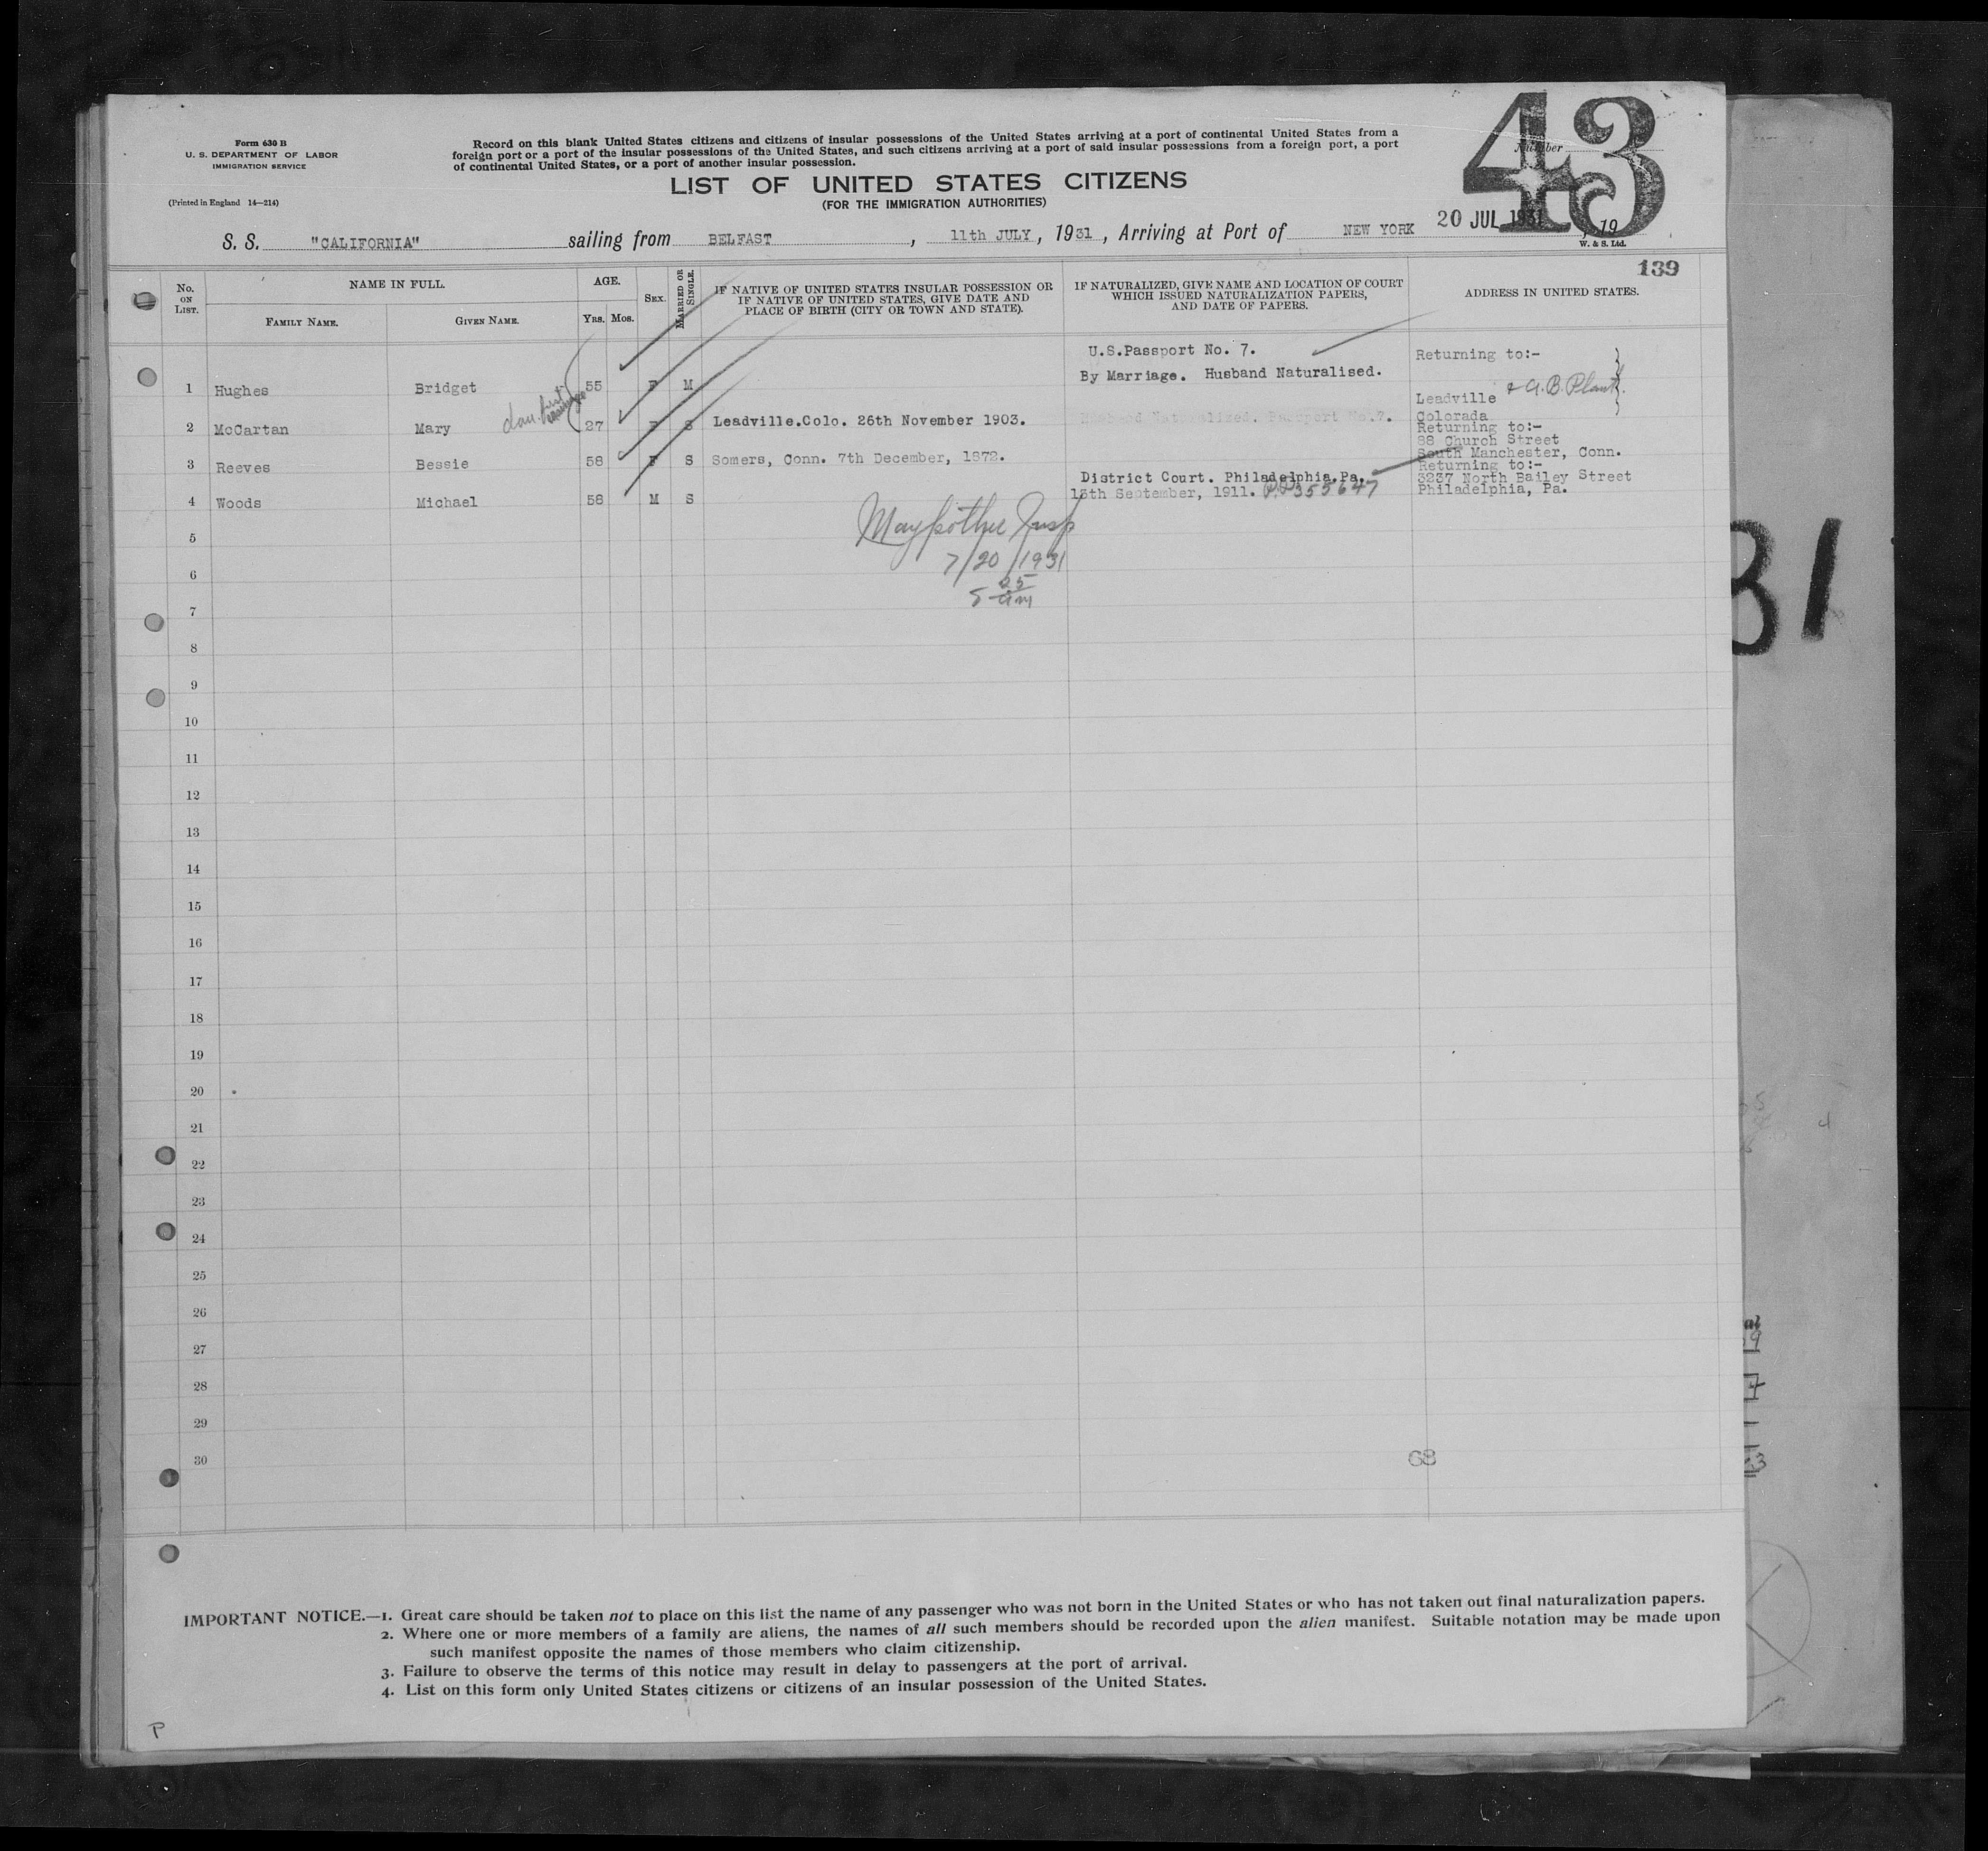 43
Form 630 B
U. S. DEPARTMENT OF LABOR
IMMIGRATION SERVICE
(Printed in England 14—214)
Record on this blank United States citizens and citizens of insular possessions of the United States arriving at a port of continental United States from a
foreign port or a port of the insular possessions of the United States, and such citizens arriving at a port of said insular possessions from a foreign port, a port
of continental United States, or a port of another insular possession.
Number
LIST OF UNITED STATES CITIZENS
(FOR THE IMMIGRATION AUTHORITIES)
S. S. "CALIFORNIA" sailing from BELFAST, 11th JULY, 1931, Arriving at Port of NEW YORK 20 JUL 1931, 19
W. & S. Ltd.
139
No. ON LIST.
NAME IN FULL.
FAMILY NAME. GIVEN NAME.
AGE.
YRS. MOS.
SEX.
MARRIED OR SINGLE.
IF NATIVE OF UNITED STATES INSULAR POSSESSION OR
IF NATIVE OF UNITED STATES, GIVE DATE AND
PLACE OF BIRTH (CITY OR TOWN AND STATE).
IF NATURALIZED, GIVE NAME AND LOCATION OF COURT
WHICH ISSUED NATURALIZATION PAPERS,
AND DATE OF PAPERS.
ADDRESS IN UNITED STATES.
U.S.Passport No. 7. Returning to:-
1 Hughes Bridget 55 F M By Marriage. Husband Naturalised. Leadville
Colorada
2 McCartan Mary 27 F S Leadville.Colo. 26th November 1903. Husband Naturalized. Passport No.7. Returning to:-
88 Church Street
3 Reeves Bessie 58 F S Somers, Conn. 7th December, 1872. South Manchester, Conn.
Returning to:-
District Court. Philadelphia.Pa. 3237 North Bailey Street
4 Woods Michael 58 M S 13th September, 1911. P.P.355647 Philadelphia, Pa.
Insp
7/20/1931
5 25 am
5
6
7
8
9
10
11
12
13
14
15
16
17
18
19
20
21
22
23
24
25
26
27
28
29
30
68
IMPORTANT NOTICE.—1. Great care should be taken not to place on this list the name of any passenger who was not born in the United States or who has not taken out final naturalization papers.
2. Where one or more members of a family are aliens, the names of all such members should be recorded upon the alien manifest. Suitable notation may be made upon
such manifest opposite the names of those members who claim citizenship.
3. Failure to observe the terms of this notice may result in delay to passengers at the port of arrival.
4. List on this form only United States citizens or citizens of an insular possession of the United States.
P
31